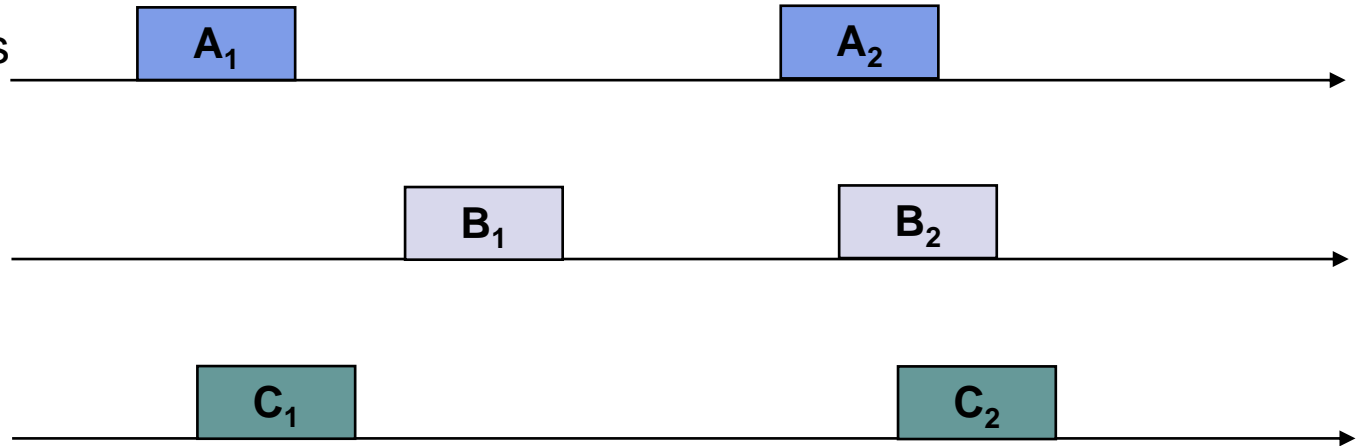 s
A₁ A₂
B₁ B₂
C₁ C₂